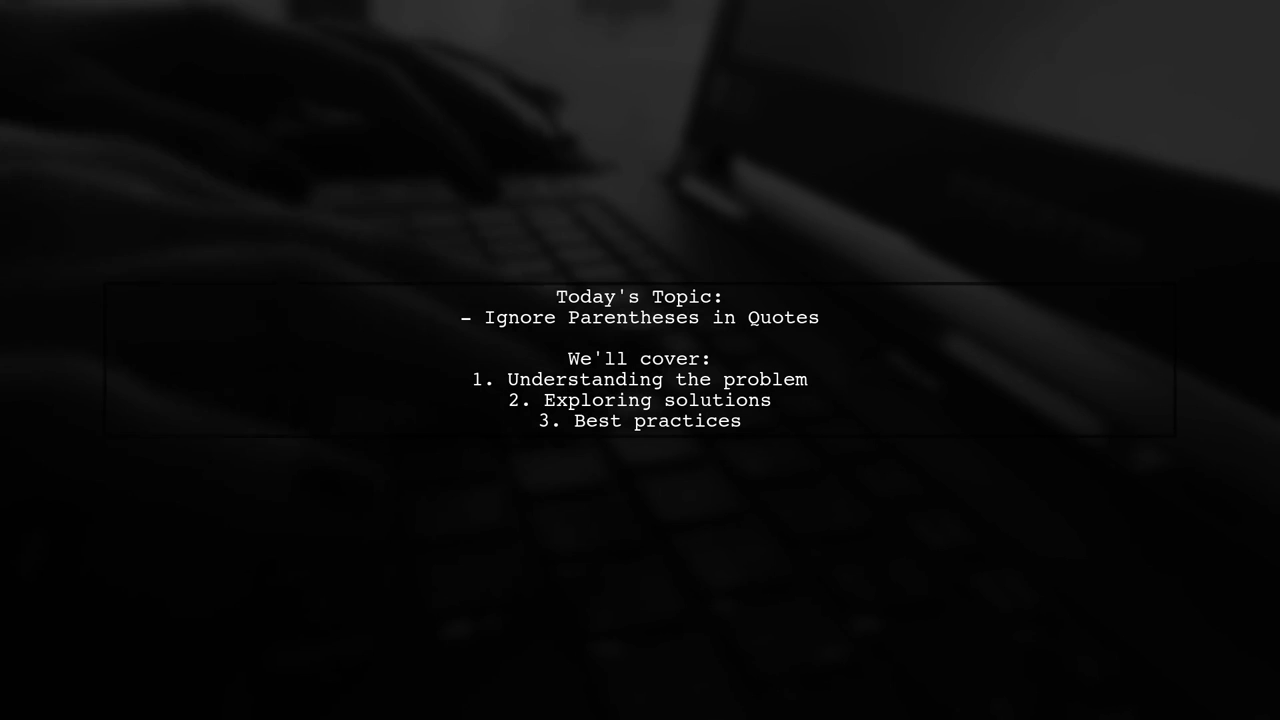 Today's Topic:
- Ignore Parentheses in Quotes
We'll cover:
1. Understanding the problem
2. Exploring solutions
3. Best practices